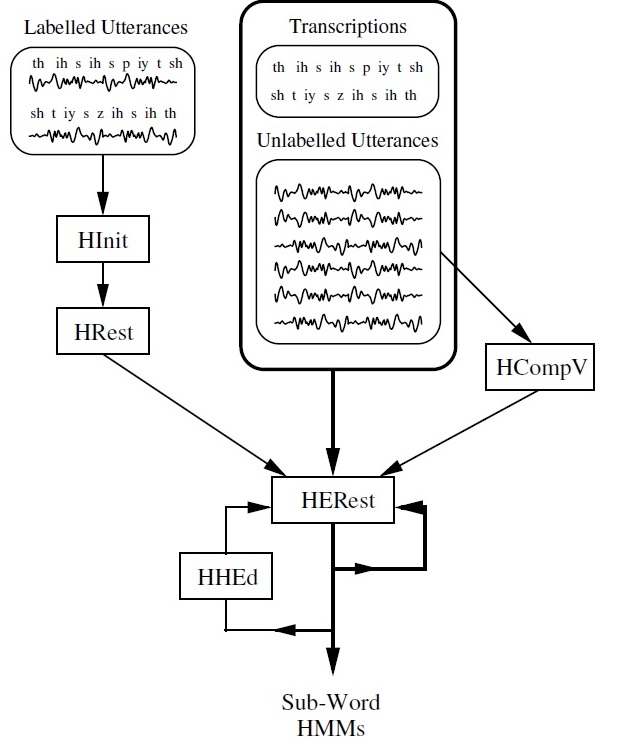 Labelled Utterances
th ih s ih s p iy t sh
sh t iy s z ih s ih th
HInit
HRest
Transcriptions
th ih s ih s p iy t sh
sh t iy s z ih s ih th
Unlabelled Utterances
HCompV
HERest
HHEd
Sub-Word
HMMs